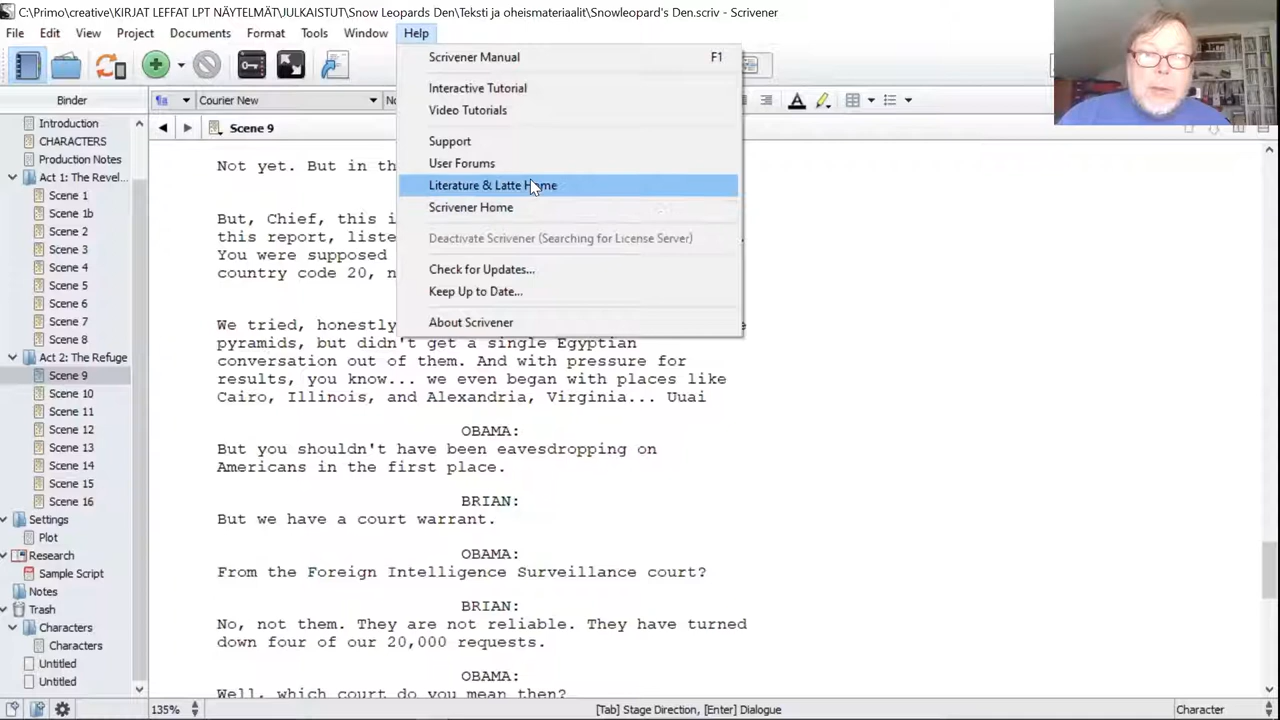 C:\Primo\creative\KIRJAT LEFFAT LPT NÄYTELMÄT\JULKAISTUT\Snow Leopards Den\Teksti ja oheismateriaalit\Snowleopard's Den.scriv - Scrivener
File Edit View Project Documents Format Tools Window Help
Binder
Courier New
Scene 9
Introduction
CHARACTERS
Production Notes
Act 1: The Revel...
Scene 1
Scene 1b
Scene 2
Scene 3
Scene 4
Scene 5
Scene 6
Scene 7
Scene 8
Act 2: The Refuge
Scene 9
Scene 10
Scene 11
Scene 12
Scene 13
Scene 14
Scene 15
Scene 16
Settings
Plot
Research
Sample Script
Notes
Trash
Characters
Characters
Untitled
Untitled
Scrivener Manual F1
Interactive Tutorial
Video Tutorials
Support
User Forums
Literature & Latte Home
Scrivener Home
Deactivate Scrivener (Searching for License Server)
Check for Updates...
Keep Up to Date...
About Scrivener
Not yet. But in th
But, Chief, this i
this report, liste
You were supposed
country code 20, n
We tried, honestly
pyramids, but didn't get a single Egyptian
conversation out of them. And with pressure for
results, you know... we even began with places like
Cairo, Illinois, and Alexandria, Virginia... Uuai
OBAMA:
But you shouldn't have been eavesdropping on
Americans in the first place.
BRIAN:
But we have a court warrant.
OBAMA:
From the Foreign Intelligence Surveillance court?
BRIAN:
No, not them. They are not reliable. They have turned
down four of our 20,000 requests.
OBAMA:
Well, which court do you mean then?
135%
[Tab] Stage Direction, [Enter] Dialogue
Character